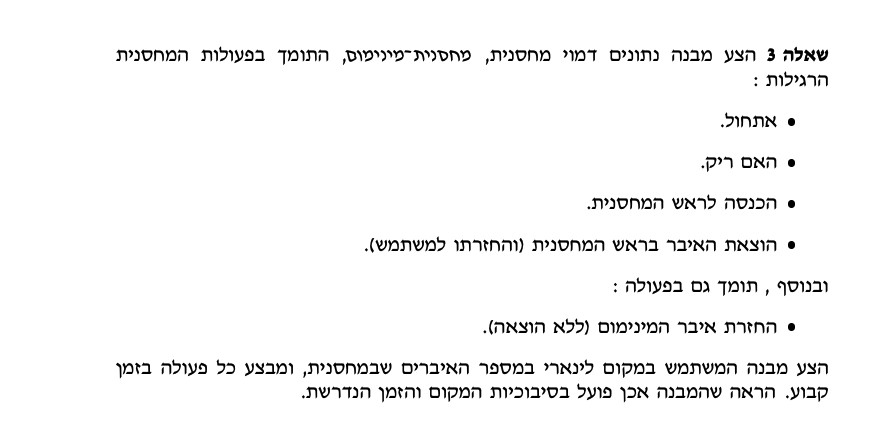 שאלה 3 הצע מבנה נתונים דמוי מחסנית, מחסנית־מינימום, התומך בפעולות המחסנית
הרגילות :
• אתחול.
• האם ריק.
• הכנסה לראש המחסנית.
• הוצאת האיבר בראש המחסנית (והחזרתו למשתמש).
ובנוסף , תומך גם בפעולה :
• החזרת איבר המינימום (ללא הוצאה).
הצע מבנה המשתמש במקום לינארי במספר האיברים שבמחסנית, ומבצע כל פעולה בזמן
קבוע. הראה שהמבנה אכן פועל בסיבוכיות המקום והזמן הנדרשת.